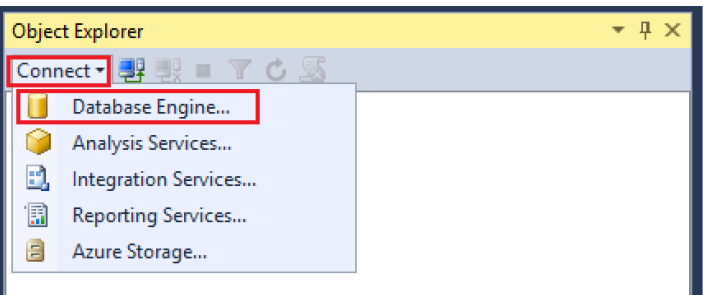 Object Explorer
Connect
Database Engine...
Analysis Services...
Integration Services...
Reporting Services...
Azure Storage...